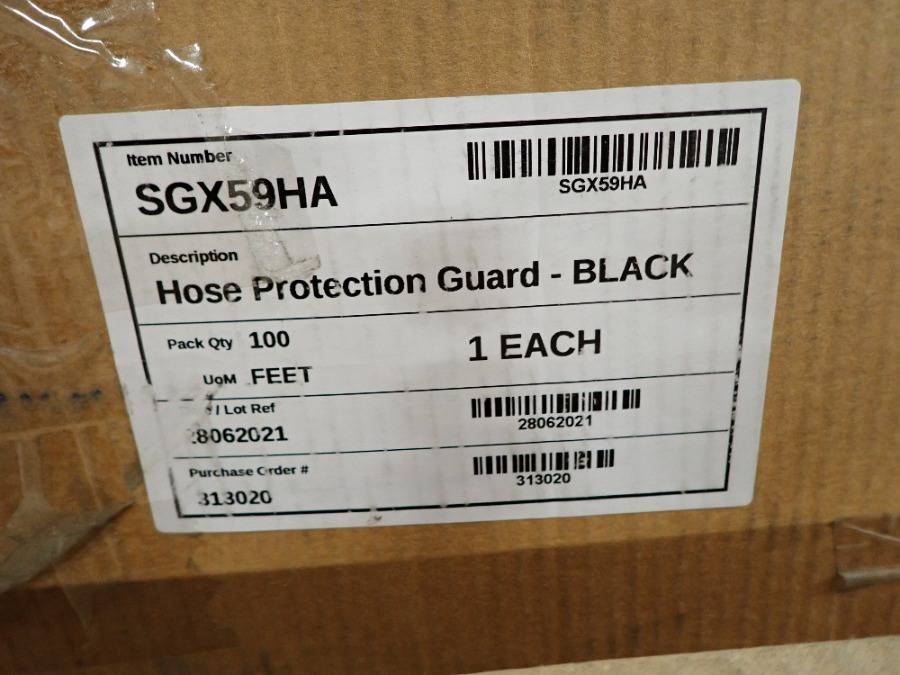 Item Number
SGX59HA
SGX59HA
Description
Hose Protection Guard - BLACK
Pack Qty 100
1 EACH
UoM FEET
/ Lot Ref
28062021
28062021
Purchase Order #
313020
313020